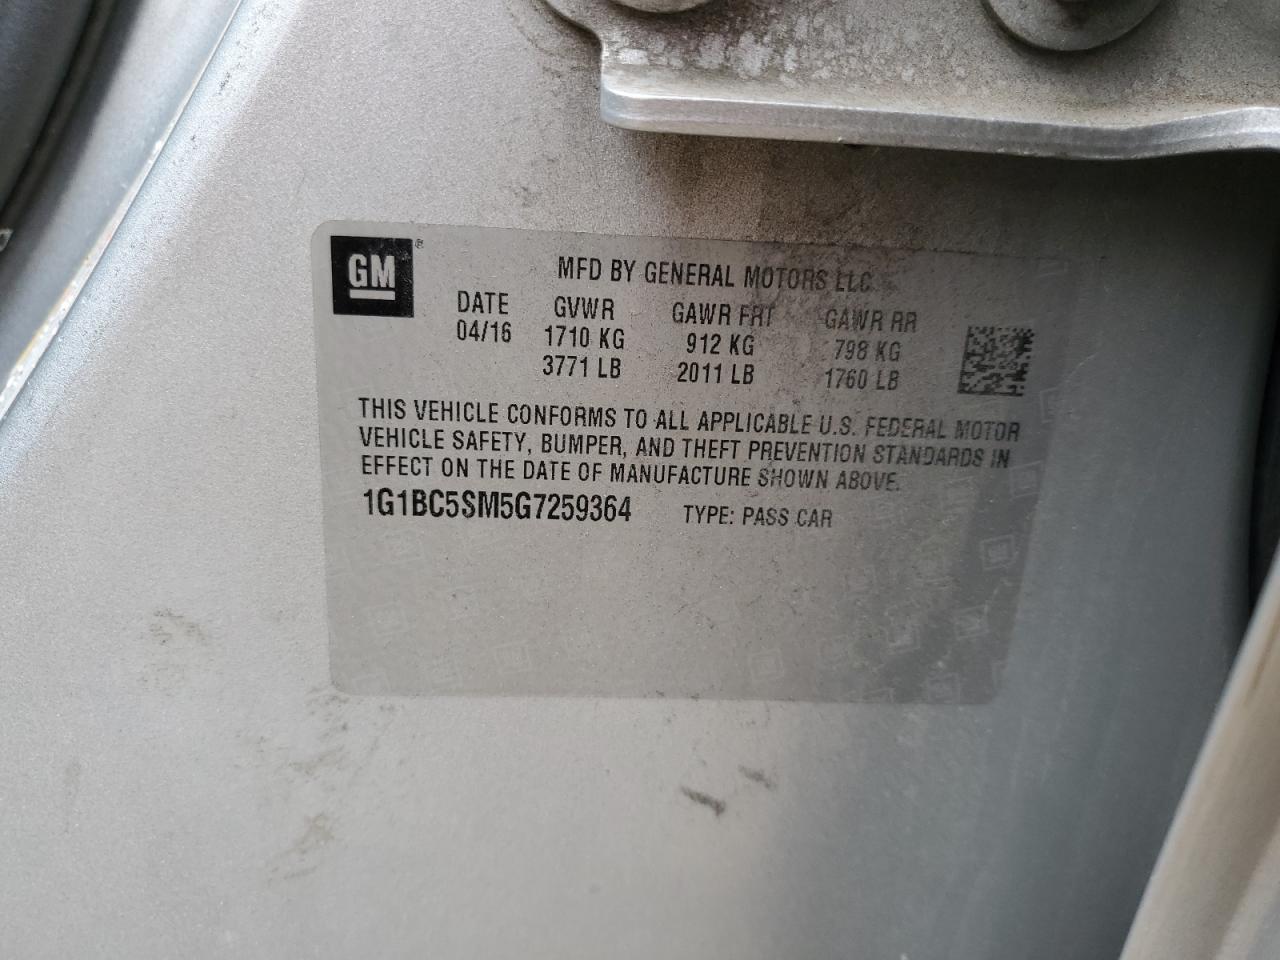 GM®
MFD BY GENERAL MOTORS LLC
DATE GVWR GAWR FRT GAWR RR
04/16 1710 KG 912 KG 798 KG
3771 LB 2011 LB 1760 LB
THIS VEHICLE CONFORMS TO ALL APPLICABLE U.S. FEDERAL MOTOR
VEHICLE SAFETY, BUMPER, AND THEFT PREVENTION STANDARDS IN
EFFECT ON THE DATE OF MANUFACTURE SHOWN ABOVE.
1G1BC5SM5G7259364 TYPE: PASS CAR